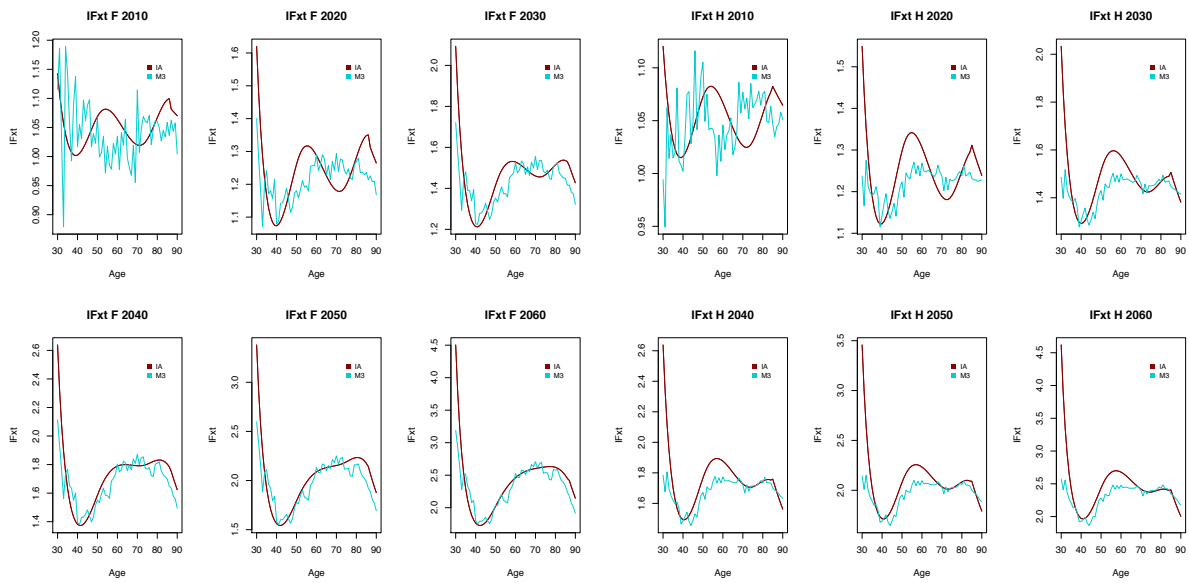 IFxt F 2010
IFxt
0.90 0.95 1.00 1.05 1.10 1.15 1.20
IA
M3
30 40 50 60 70 80 90
Age
IFxt F 2020
IFxt
1.1 1.2 1.3 1.4 1.5 1.6
IA
M3
30 40 50 60 70 80 90
Age
IFxt F 2030
IFxt
1.2 1.4 1.6 1.8 2.0
IA
M3
30 40 50 60 70 80 90
Age
IFxt H 2010
IFxt
0.95 1.00 1.05 1.10
IA
M3
30 40 50 60 70 80 90
Age
IFxt H 2020
IFxt
1.1 1.2 1.3 1.4 1.5
IA
M3
30 40 50 60 70 80 90
Age
IFxt H 2030
IFxt
1.4 1.6 1.8 2.0
IA
M3
30 40 50 60 70 80 90
Age
IFxt F 2040
IFxt
1.4 1.6 1.8 2.0 2.2 2.4 2.6
IA
M3
30 40 50 60 70 80 90
Age
IFxt F 2050
IFxt
1.5 2.0 2.5 3.0
IA
M3
30 40 50 60 70 80 90
Age
IFxt F 2060
IFxt
2.0 2.5 3.0 3.5 4.0 4.5
IA
M3
30 40 50 60 70 80 90
Age
IFxt H 2040
IFxt
1.6 1.8 2.0 2.2 2.4 2.6
IA
M3
30 40 50 60 70 80 90
Age
IFxt H 2050
IFxt
2.0 2.5 3.0 3.5
IA
M3
30 40 50 60 70 80 90
Age
IFxt H 2060
IFxt
2.0 2.5 3.0 3.5 4.0 4.5
IA
M3
30 40 50 60 70 80 90
Age